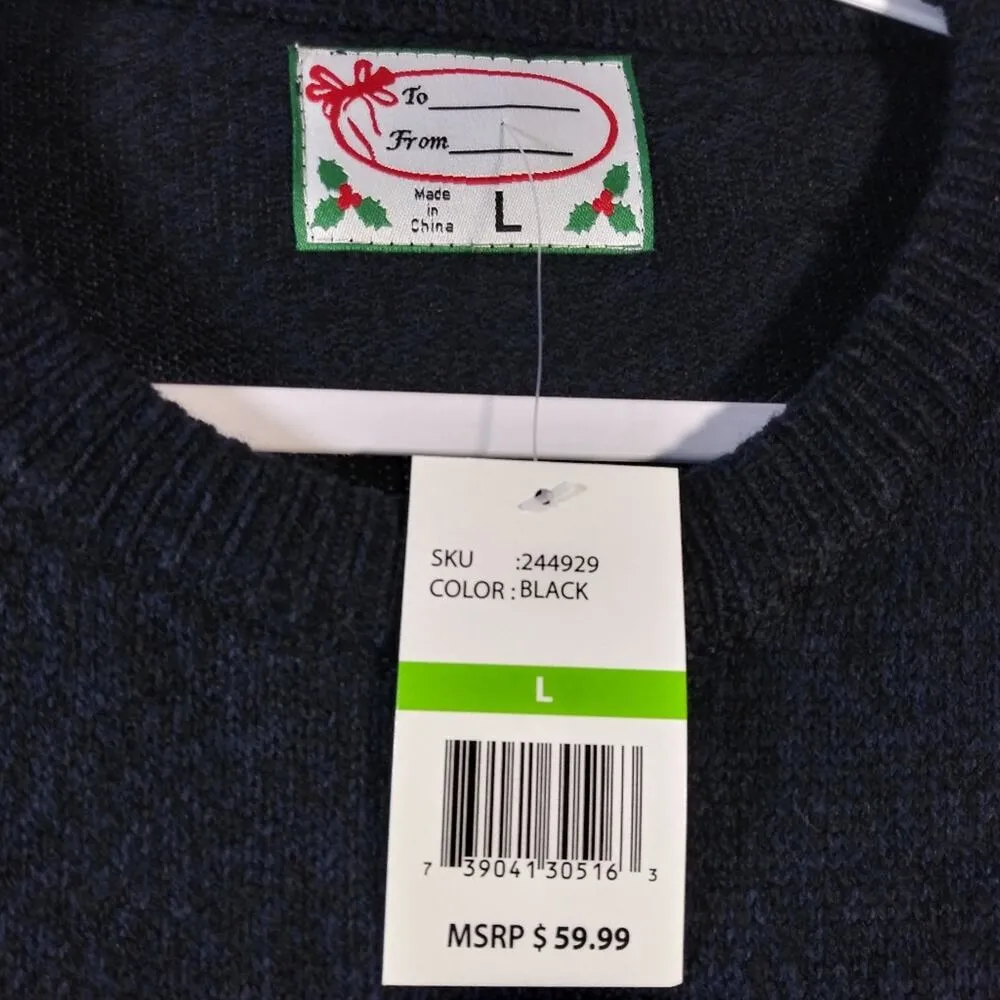 To
From
Made
in
China
L
SKU :244929
COLOR : BLACK
L
7 39041 30516 3
MSRP $ 59.99